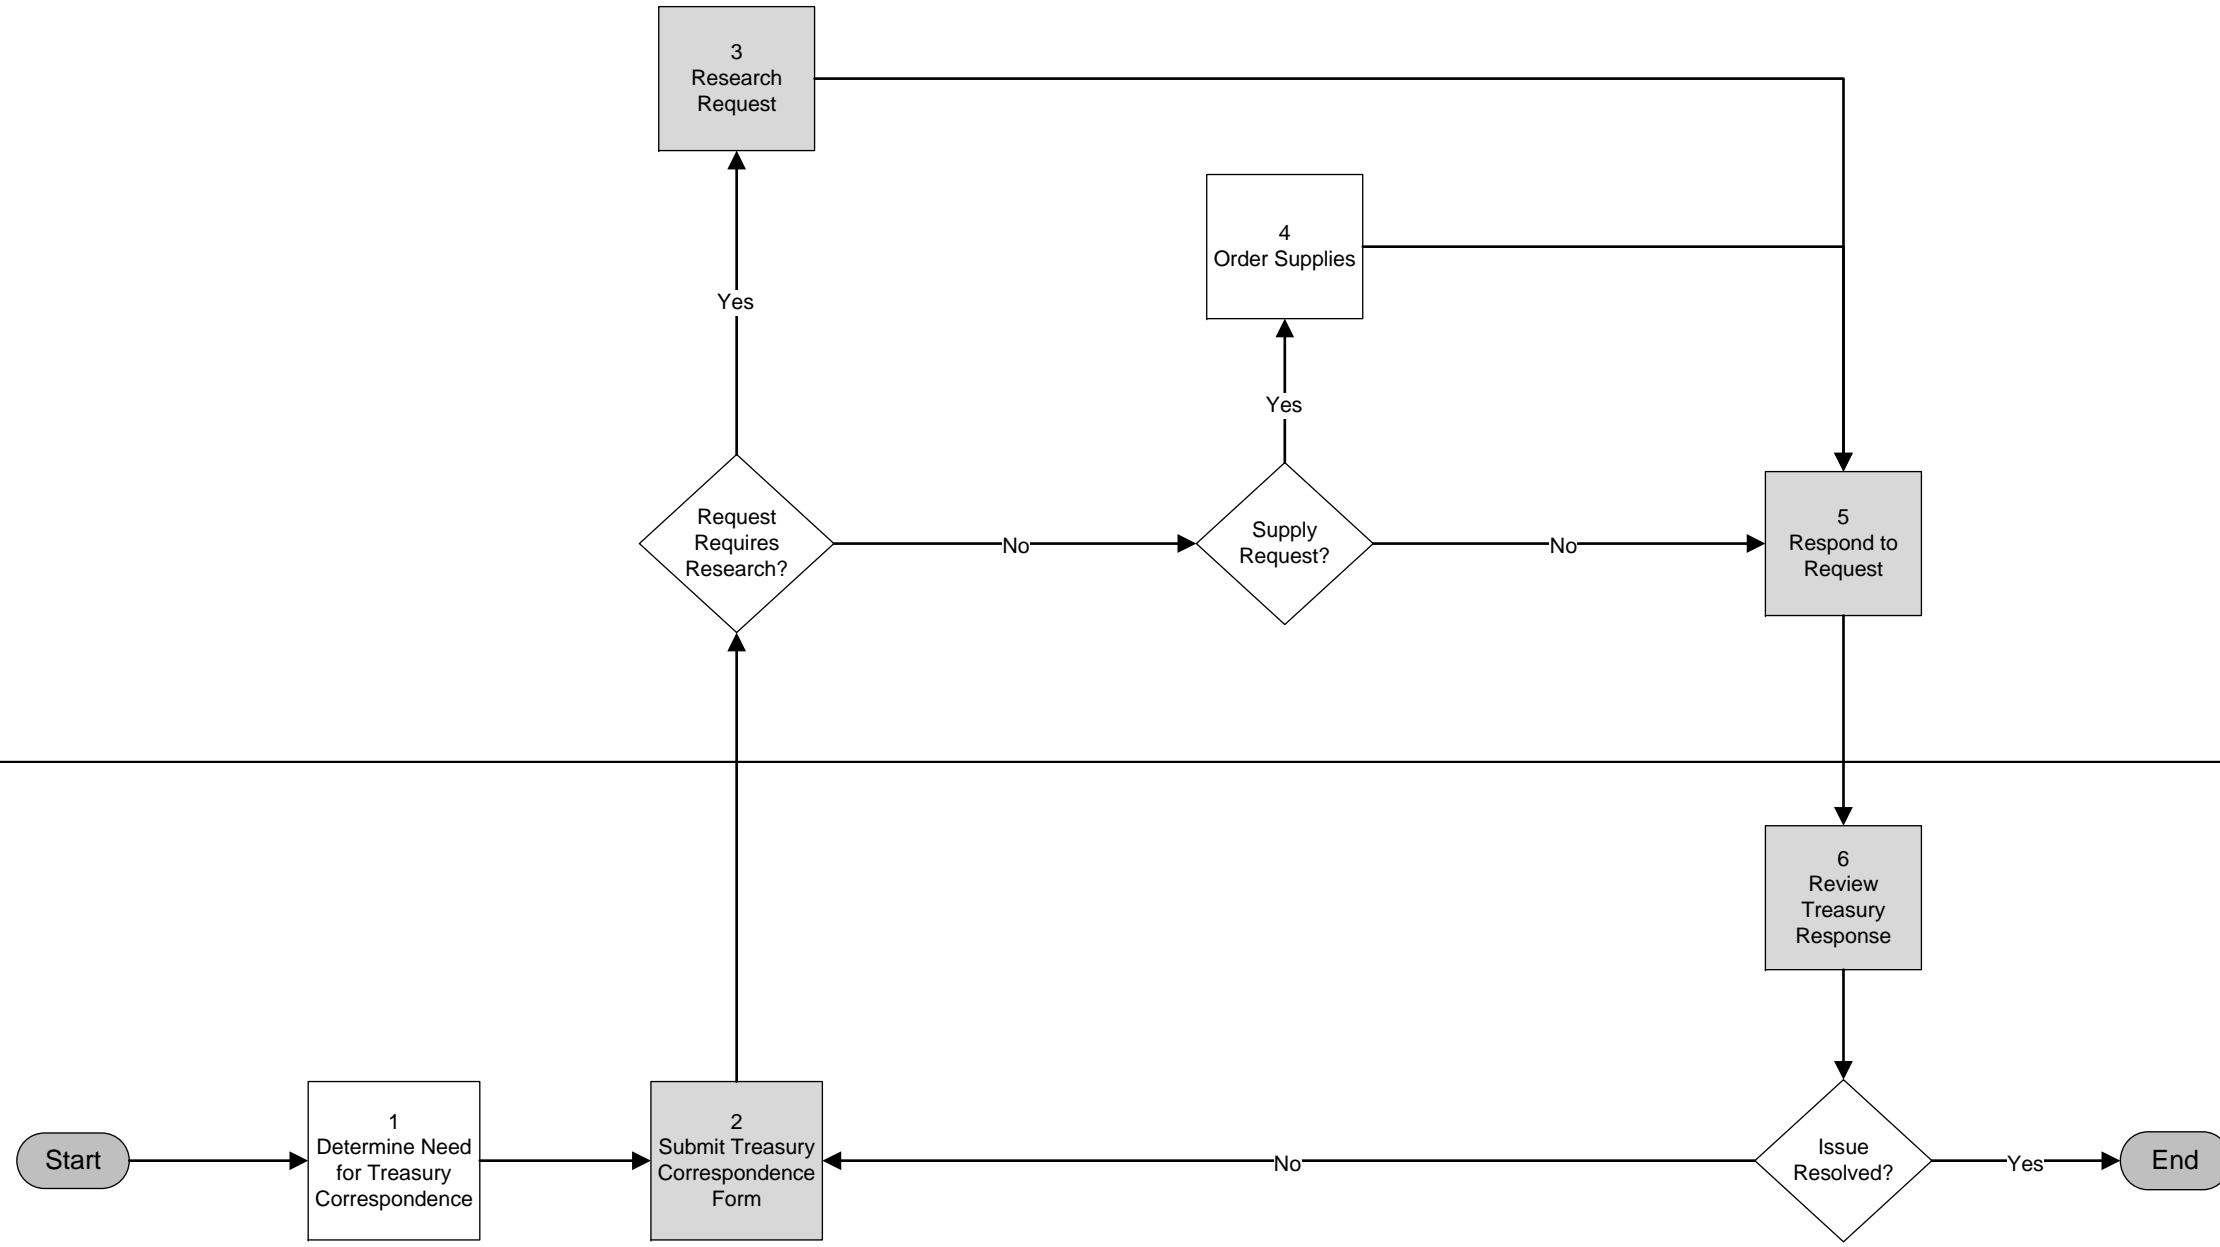 3
Research
Request
4
Order Supplies
Yes
Yes
Request
Requires
Research?
No
Supply
Request?
No
5
Respond to
Request
6
Review
Treasury
Response
Start
1
Determine Need
for Treasury
Correspondence
2
Submit Treasury
Correspondence
Form
No
Issue
Resolved?
Yes
End